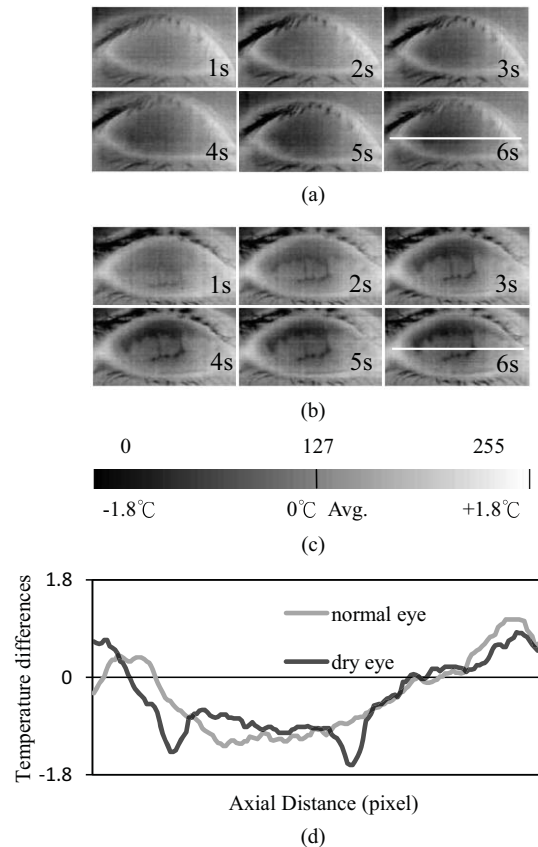 1s 2s 3s
4s 5s 6s
(a)
1s 2s 3s
4s 5s 6s
(b)
0 127 255
-1.8℃ 0℃ Avg. +1.8℃
(c)
Temperature differences
1.8
0
-1.8
normal eye
dry eye
Axial Distance (pixel)
(d)